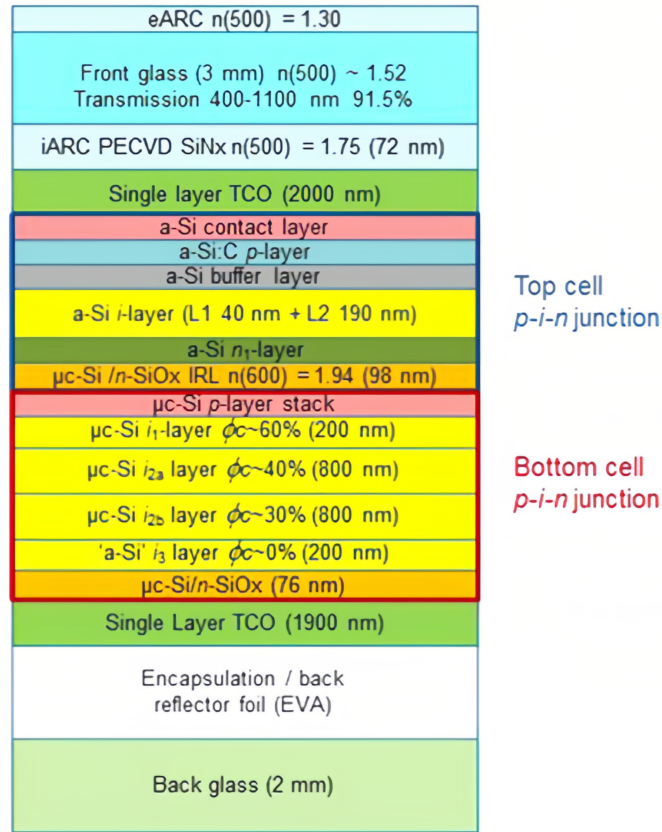 eARC n(500) = 1.30
Front glass (3 mm) n(500) ~ 1.52
Transmission 400-1100 nm 91.5%
iARC PECVD SiNx n(500) = 1.75 (72 nm)
Single layer TCO (2000 nm)
a-Si contact layer
a-Si:C p-layer
a-Si buffer layer
a-Si i-layer (L1 40 nm + L2 190 nm)
a-Si n₁-layer
µc-Si /n-SiOx IRL n(600) = 1.94 (98 nm)
Top cell
p-i-n junction
µc-Si p-layer stack
µc-Si i₁-layer ϕc~60% (200 nm)
µc-Si i₂ₐ layer ϕc~40% (800 nm)
µc-Si i2b layer ϕc~30% (800 nm)
'a-Si' i₃ layer ϕc~0% (200 nm)
µc-Si/n-SiOx (76 nm)
Bottom cell
p-i-n junction
Single Layer TCO (1900 nm)
Encapsulation / back
reflector foil (EVA)
Back glass (2 mm)